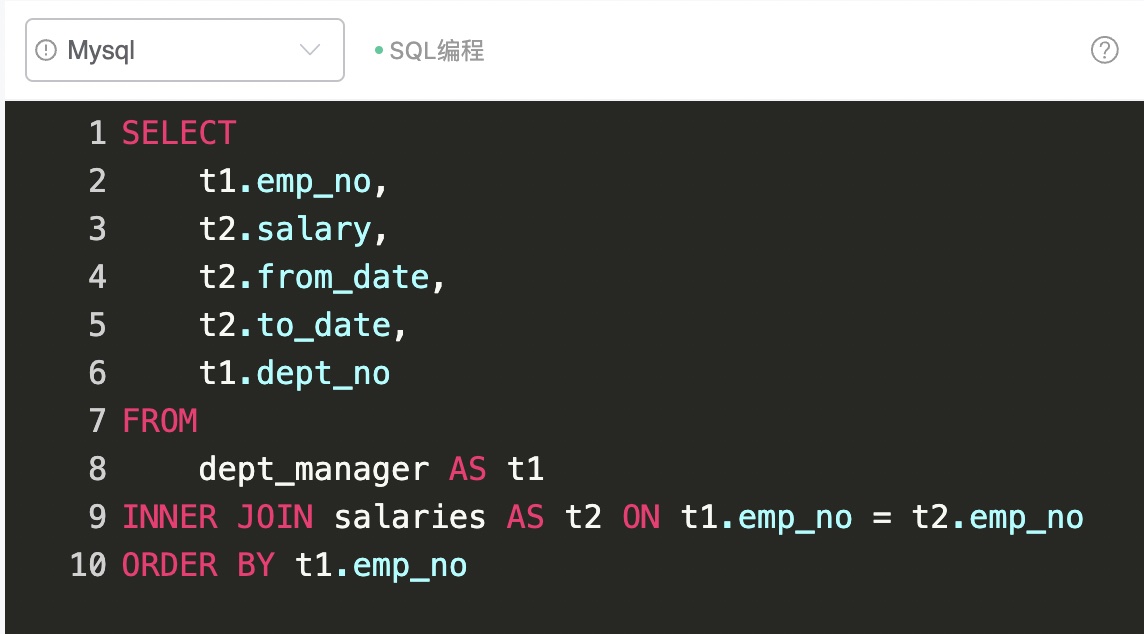 Mysql
SQL编程
1 SELECT
2     t1.emp_no,
3     t2.salary,
4     t2.from_date,
5     t2.to_date,
6     t1.dept_no
7 FROM
8     dept_manager AS t1
9 INNER JOIN salaries AS t2 ON t1.emp_no = t2.emp_no
10 ORDER BY t1.emp_no